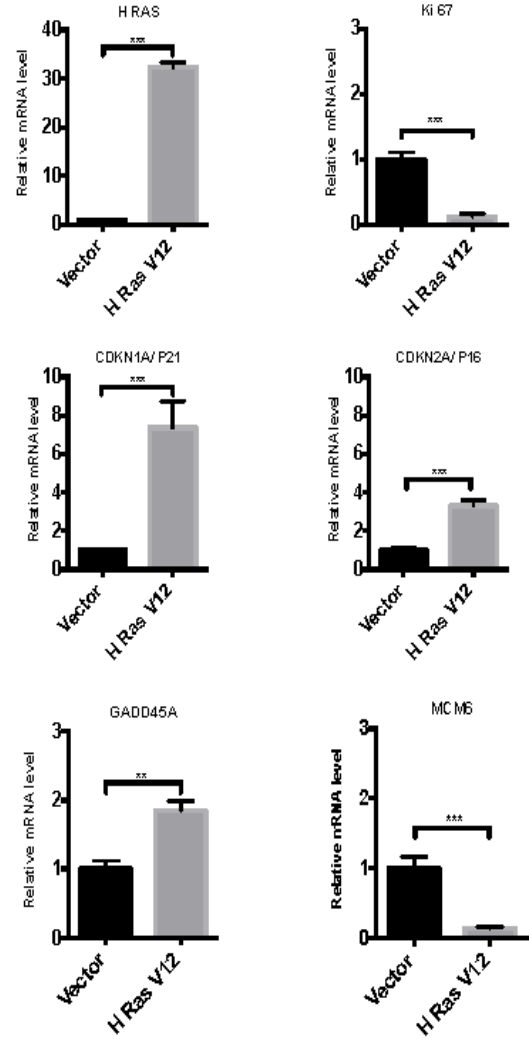 H RAS
Relative mRNA level
40
30
20
10
0
***
Vector
H Ras V12
Ki 67
Relative mRNA level
3
2
1
0
***
Vector
H Ras V12
CDKN1A/ P21
Relative mRNA level
10
8
6
4
2
0
***
Vector
H Ras V12
CDKN2A/ P16
Relative mRNA level
10
8
6
4
2
0
***
Vector
H Ras V12
GADD45A
Relative mRNA level
3
2
1
0
**
Vector
H Ras V12
MCM6
Relative mRNA level
3
2
1
0
***
Vector
H Ras V12